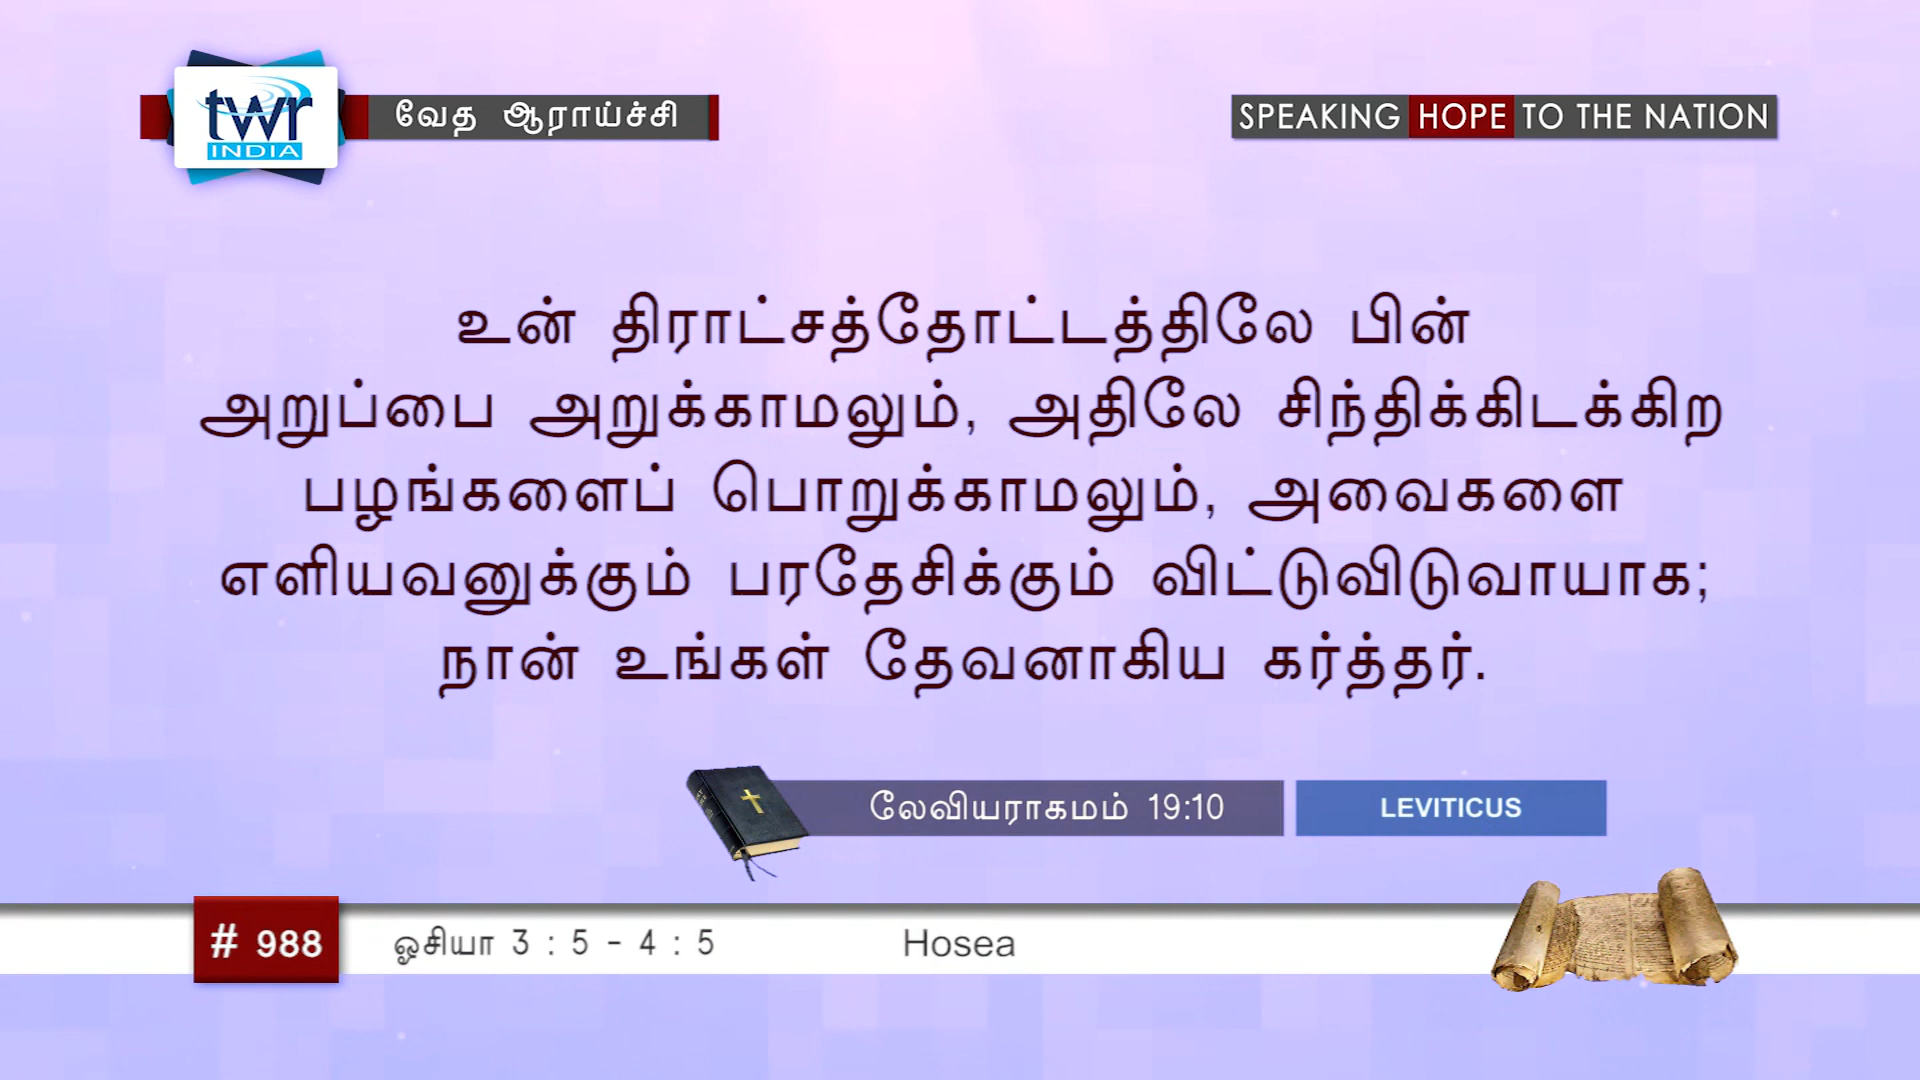 twr
INDIA
வேத ஆராய்ச்சி
SPEAKING HOPE TO THE NATION
உன் திராட்சத்தோட்டத்திலே பின்
அறுப்பை அறுக்காமலும், அதிலே சிந்திக்கிடக்கிற
பழங்களைப் பொறுக்காமலும், அவைகளை
எளியவனுக்கும் பரதேசிக்கும் விட்டுவிடுவாயாக;
நான் உங்கள் தேவனாகிய கர்த்தர்.
லேவியராகமம் 19:10
LEVITICUS
# 988
ஓசியா 3 : 5 - 4 : 5
Hosea